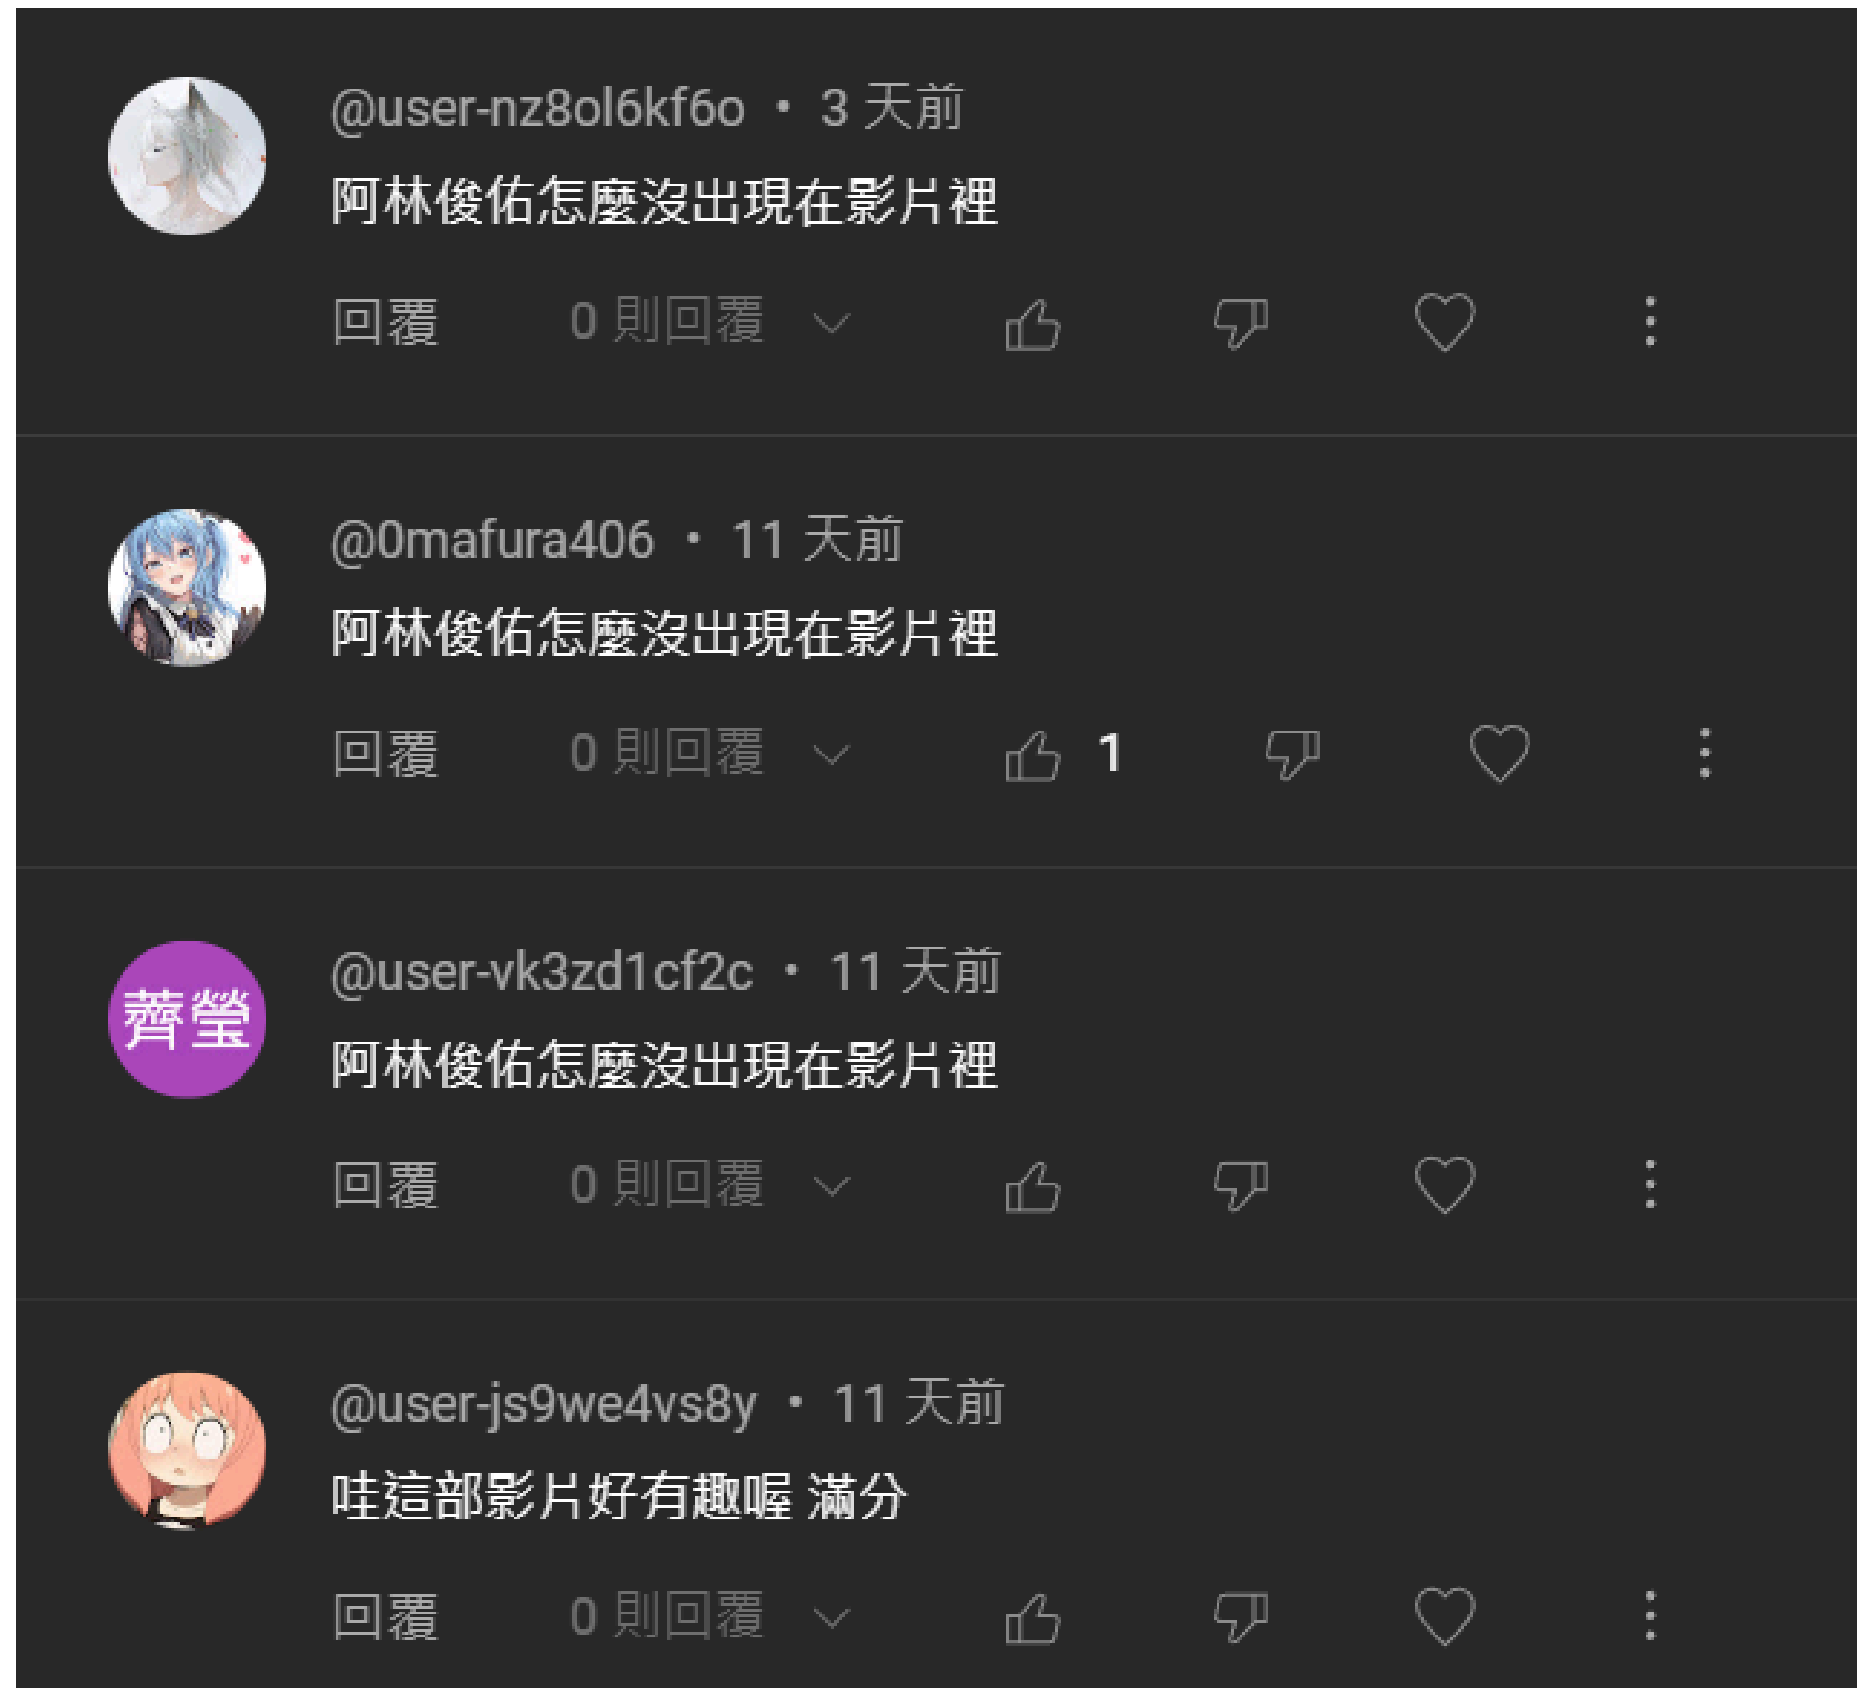 @user-nz8ol6kf6o • 3 天前
阿林俊佑怎麼沒出現在影片裡
回覆 0 則回覆
@0mafura406 • 11 天前
阿林俊佑怎麼沒出現在影片裡
回覆 0 則回覆 1
薺瑩
@user-vk3zd1cf2c • 11 天前
阿林俊佑怎麼沒出現在影片裡
回覆 0 則回覆
@user-js9we4vs8y • 11 天前
哇這部影片好有趣喔 滿分
回覆 0 則回覆